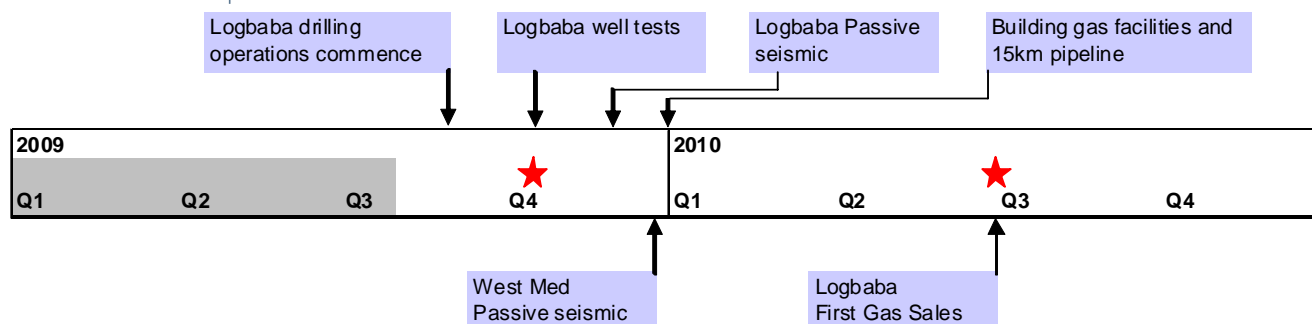 Logbaba drilling
operations commence
Logbaba well tests
Logbaba Passive
seismic
Building gas facilities and
15km pipeline
2009
2010
Q1 Q2 Q3 Q4 Q1 Q2 Q3 Q4
West Med
Passive seismic
Logbaba
First Gas Sales